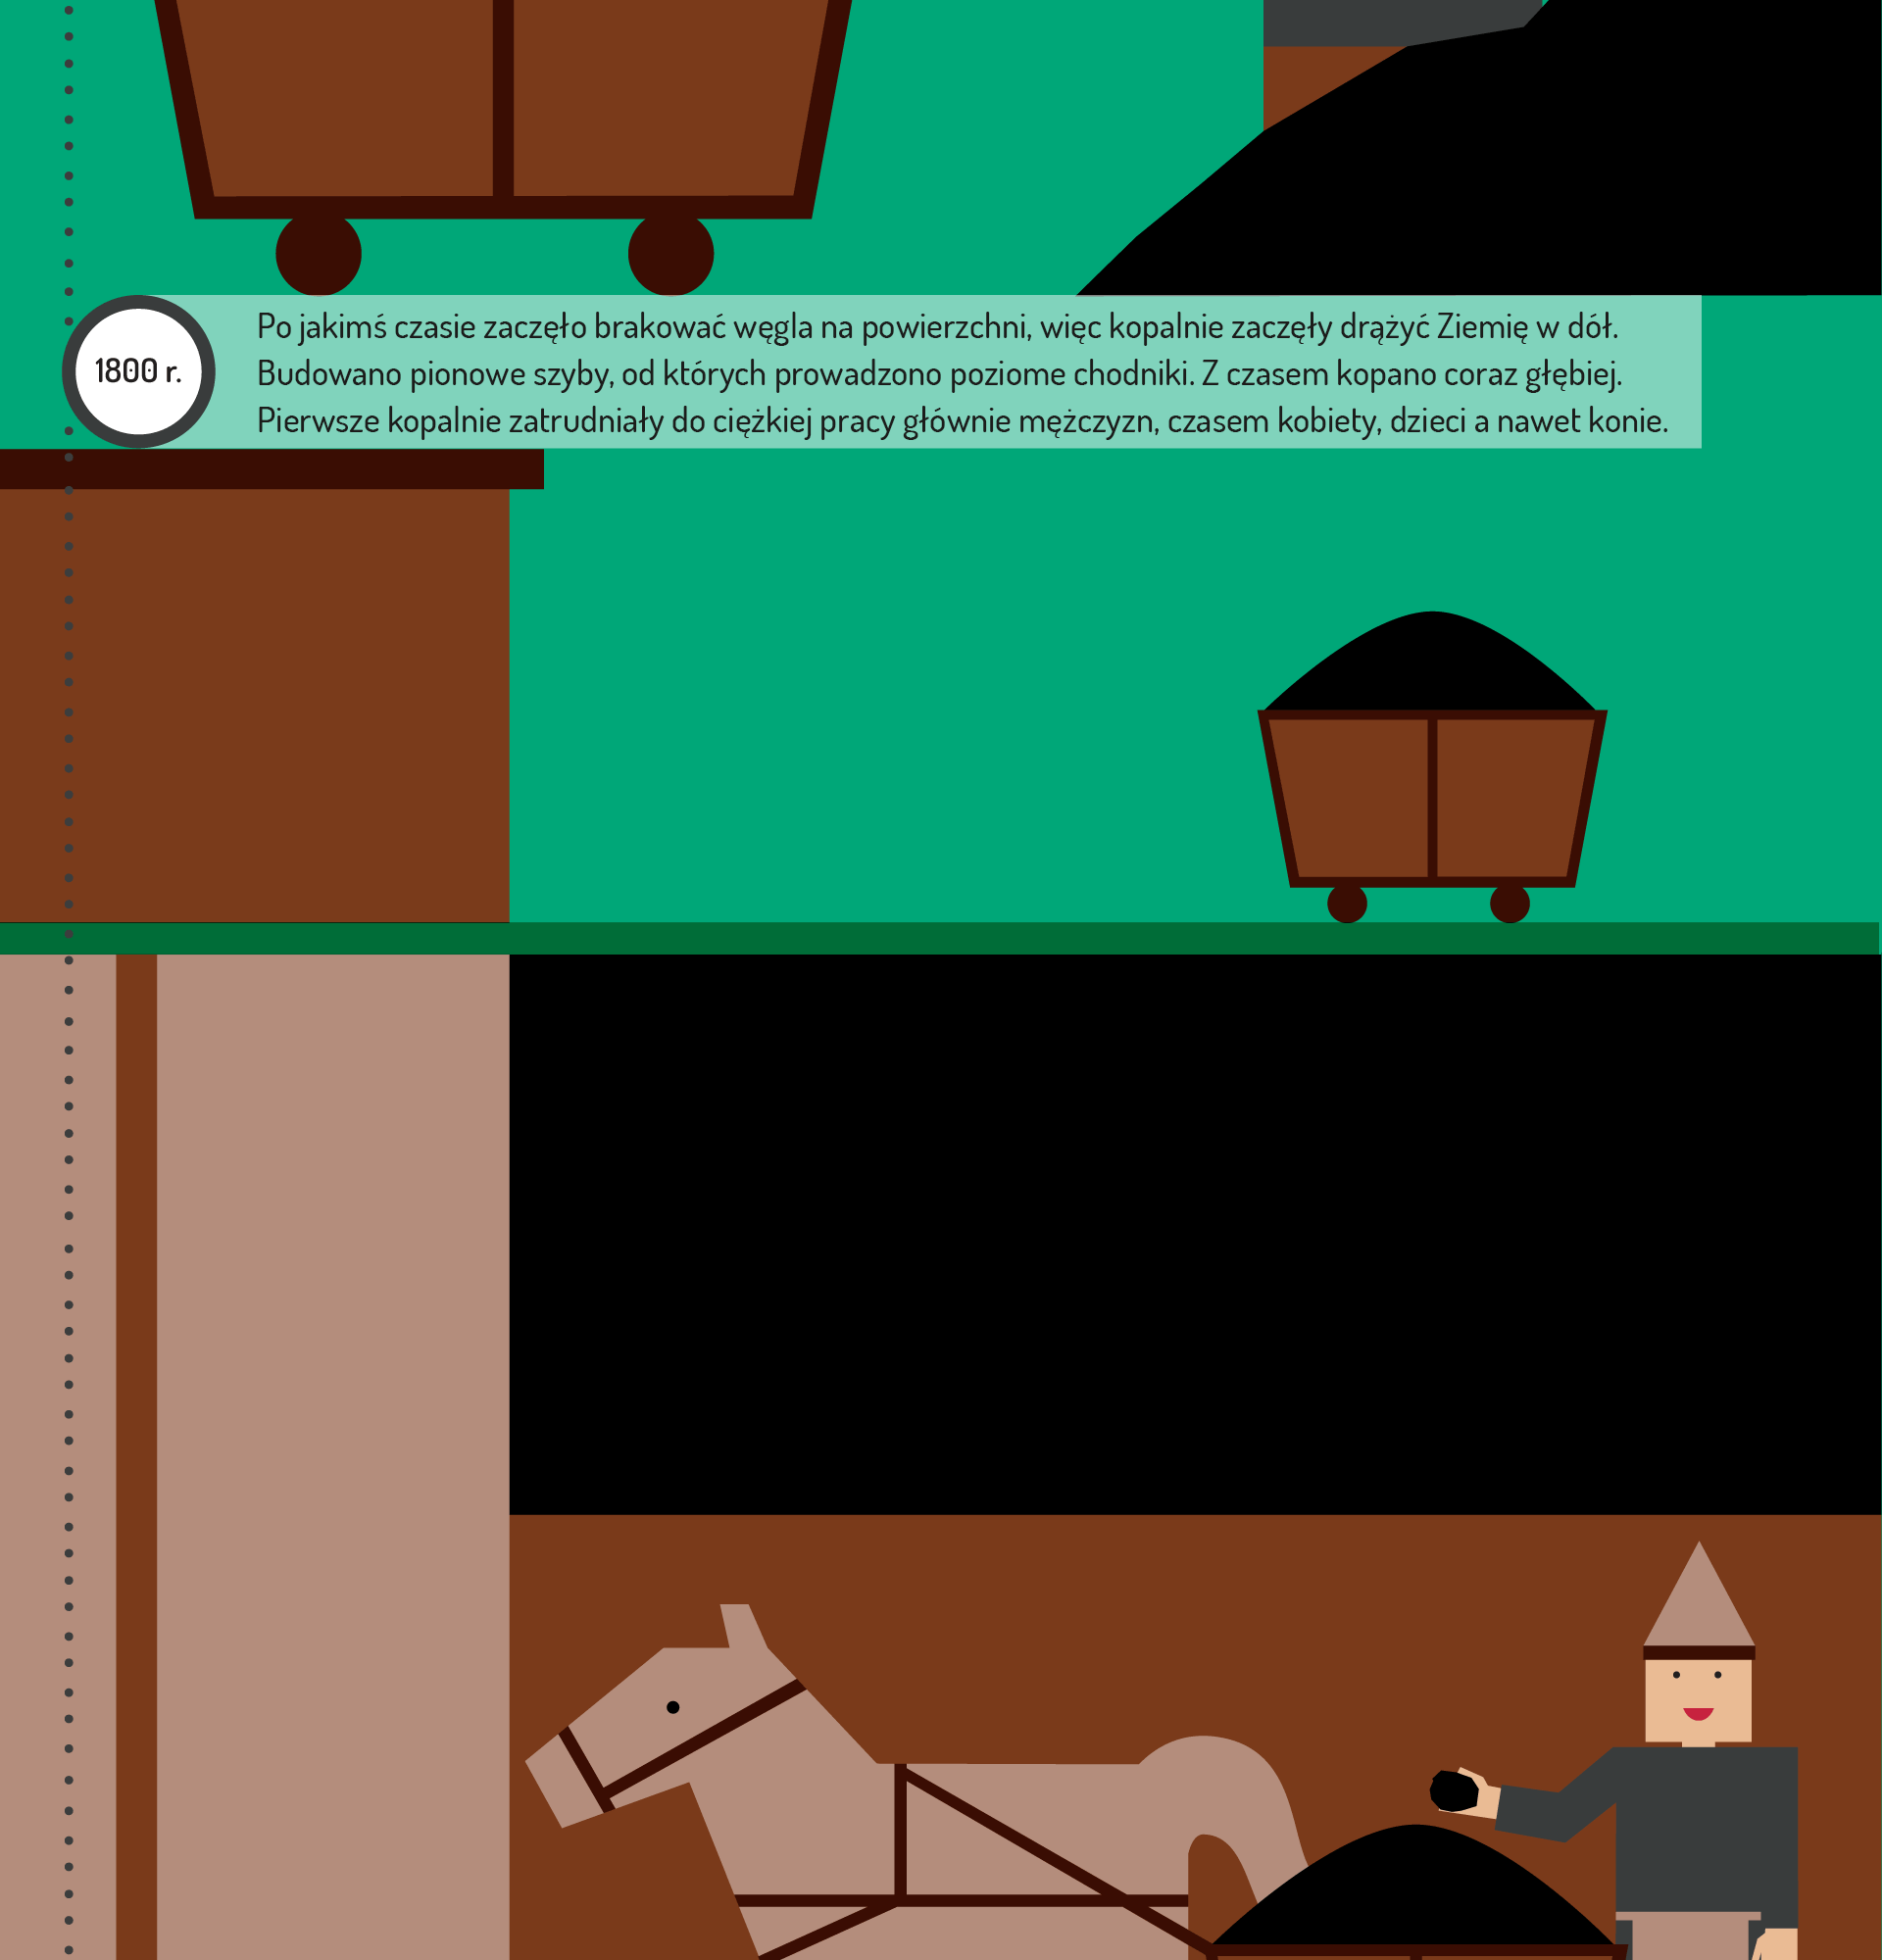 1800 r.
Po jakimś czasie zaczęło brakować węgla na powierzchni, więc kopalnie zaczęły drążyć Ziemię w dół.
Budowano pionowe szyby, od których prowadzono poziome chodniki. Z czasem kopano coraz głębiej.
Pierwsze kopalnie zatrudniały do ciężkiej pracy głównie mężczyzn, czasem kobiety, dzieci a nawet konie.